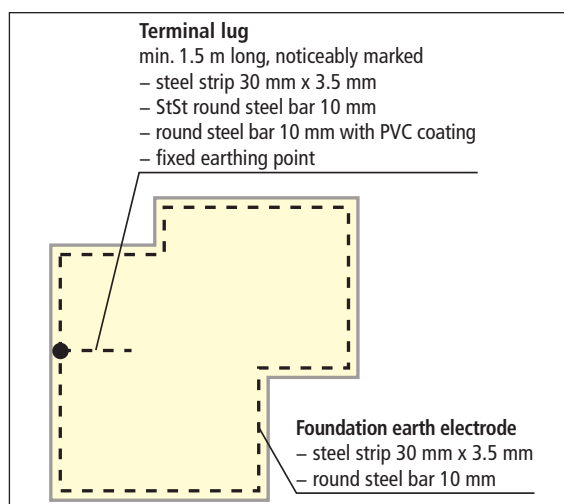 Terminal lug
min. 1.5 m long, noticeably marked
– steel strip 30 mm x 3.5 mm
– StSt round steel bar 10 mm
– round steel bar 10 mm with PVC coating
– fixed earthing point
Foundation earth electrode
– steel strip 30 mm x 3.5 mm
– round steel bar 10 mm